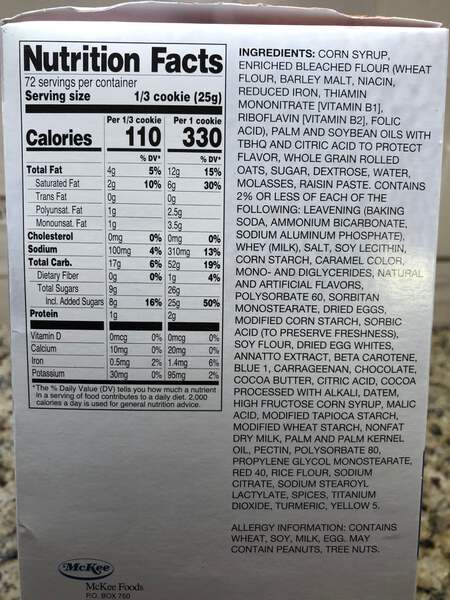 Nutrition Facts
72 servings per container
Serving size 1/3 cookie (25g)
Per 1/3 cookie Per 1 cookie
Calories 110 330
% DV* % DV*
Total Fat 4g 5% 12g 15%
Saturated Fat 2g 10% 6g 30%
Trans Fat 0g 0g
Polyunsat. Fat 1g 2.5g
Monounsat. Fat 1g 3.5g
Cholesterol 0mg 0% 0mg 0%
Sodium 100mg 4% 310mg 13%
Total Carb. 17g 6% 52g 19%
Dietary Fiber 0g 0% 1g 4%
Total Sugars 9g 26g
Incl. Added Sugars 8g 16% 25g 50%
Protein 1g 2g
Vitamin D 0mcg 0% 0mcg 0%
Calcium 10mg 0% 20mg 0%
Iron 0.5mg 2% 1.4mg 6%
Potassium 30mg 0% 95mg 2%
*The % Daily Value (DV) tells you how much a nutrient
in a serving of food contributes to a daily diet. 2,000
calories a day is used for general nutrition advice.
INGREDIENTS: CORN SYRUP,
ENRICHED BLEACHED FLOUR (WHEAT
FLOUR, BARLEY MALT, NIACIN,
REDUCED IRON, THIAMIN
MONONITRATE [VITAMIN B1],
RIBOFLAVIN [VITAMIN B2], FOLIC
ACID), PALM AND SOYBEAN OILS WITH
TBHQ AND CITRIC ACID TO PROTECT
FLAVOR, WHOLE GRAIN ROLLED
OATS, SUGAR, DEXTROSE, WATER,
MOLASSES, RAISIN PASTE. CONTAINS
2% OR LESS OF EACH OF THE
FOLLOWING: LEAVENING (BAKING
SODA, AMMONIUM BICARBONATE,
SODIUM ALUMINUM PHOSPHATE),
WHEY (MILK), SALT, SOY LECITHIN,
CORN STARCH, CARAMEL COLOR,
MONO- AND DIGLYCERIDES, NATURAL
AND ARTIFICIAL FLAVORS,
POLYSORBATE 60, SORBITAN
MONOSTEARATE, DRIED EGGS,
MODIFIED CORN STARCH, SORBIC
ACID (TO PRESERVE FRESHNESS),
SOY FLOUR, DRIED EGG WHITES,
ANNATTO EXTRACT, BETA CAROTENE,
BLUE 1, CARRAGEENAN, CHOCOLATE,
COCOA BUTTER, CITRIC ACID, COCOA
PROCESSED WITH ALKALI, DATEM,
HIGH FRUCTOSE CORN SYRUP, MALIC
ACID, MODIFIED TAPIOCA STARCH,
MODIFIED WHEAT STARCH, NONFAT
DRY MILK, PALM AND PALM KERNEL
OIL, PECTIN, POLYSORBATE 80,
PROPYLENE GLYCOL MONOSTEARATE,
RED 40, RICE FLOUR, SODIUM
CITRATE, SODIUM STEAROYL
LACTYLATE, SPICES, TITANIUM
DIOXIDE, TURMERIC, YELLOW 5.
ALLERGY INFORMATION: CONTAINS
WHEAT, SOY, MILK, EGG. MAY
CONTAIN PEANUTS, TREE NUTS.
McKee
McKee Foods
P.O. BOX 750